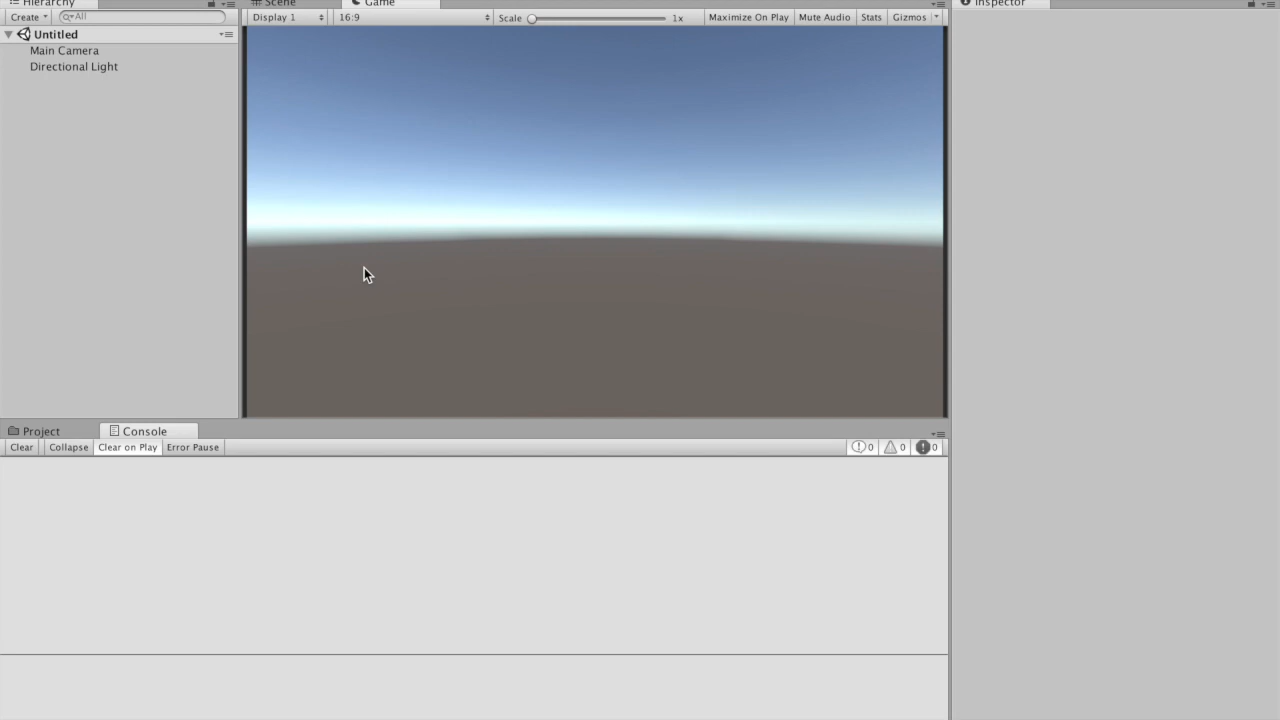 Hierarchy
Scene
Game
Inspector
Create
All
Display 1
16:9
Scale
1x
Maximize On Play
Mute Audio
Stats
Gizmos
Untitled
Main Camera
Directional Light
Project
Console
Clear
Collapse
Clear on Play
Error Pause
0
0
0